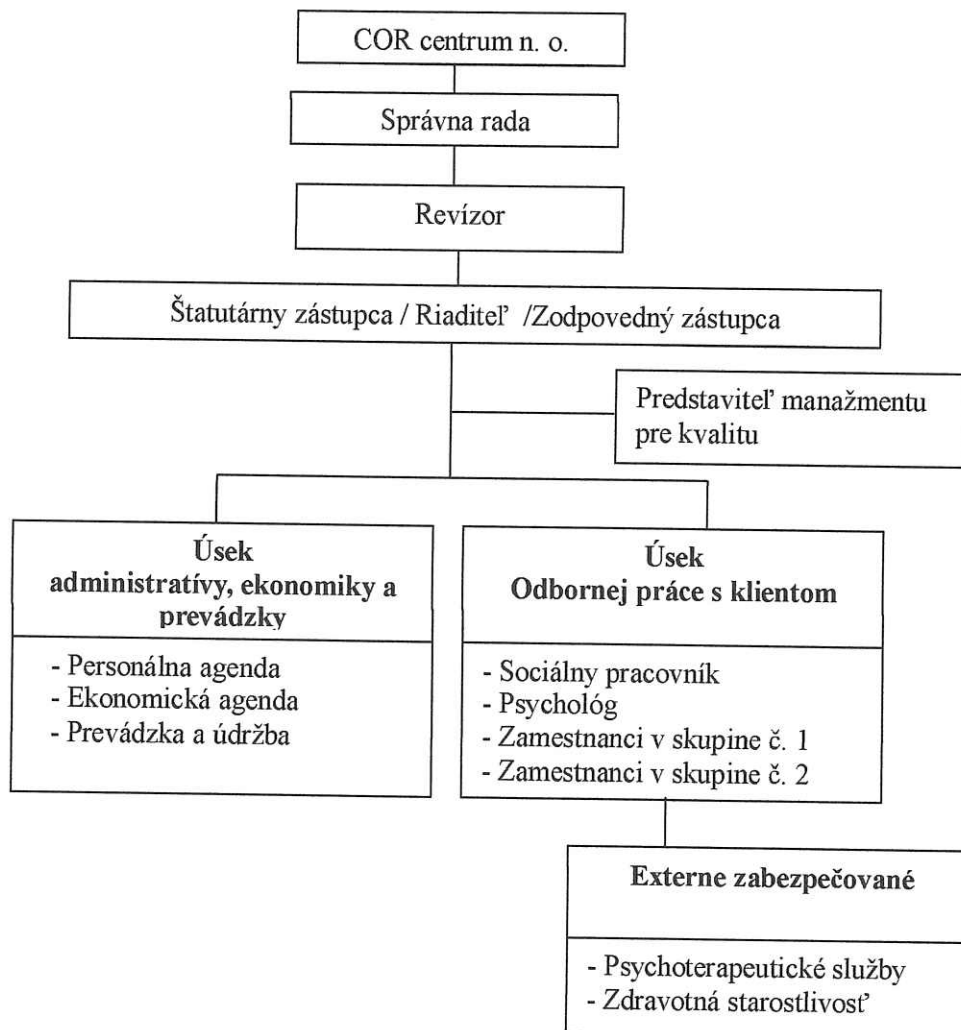 COR centrum n. o.
Správna rada
Revízor
Štatutárny zástupca / Riaditeľ /Zodpovedný zástupca
Predstaviteľ manažmentu
pre kvalitu
Úsek
administratívy, ekonomiky a
prevádzky
- Personálna agenda
- Ekonomická agenda
- Prevádzka a údržba
Úsek
Odbornej práce s klientom
- Sociálny pracovník
- Psychológ
- Zamestnanci v skupine č. 1
- Zamestnanci v skupine č. 2
Externe zabezpečované
- Psychoterapeutické služby
- Zdravotná starostlivosť